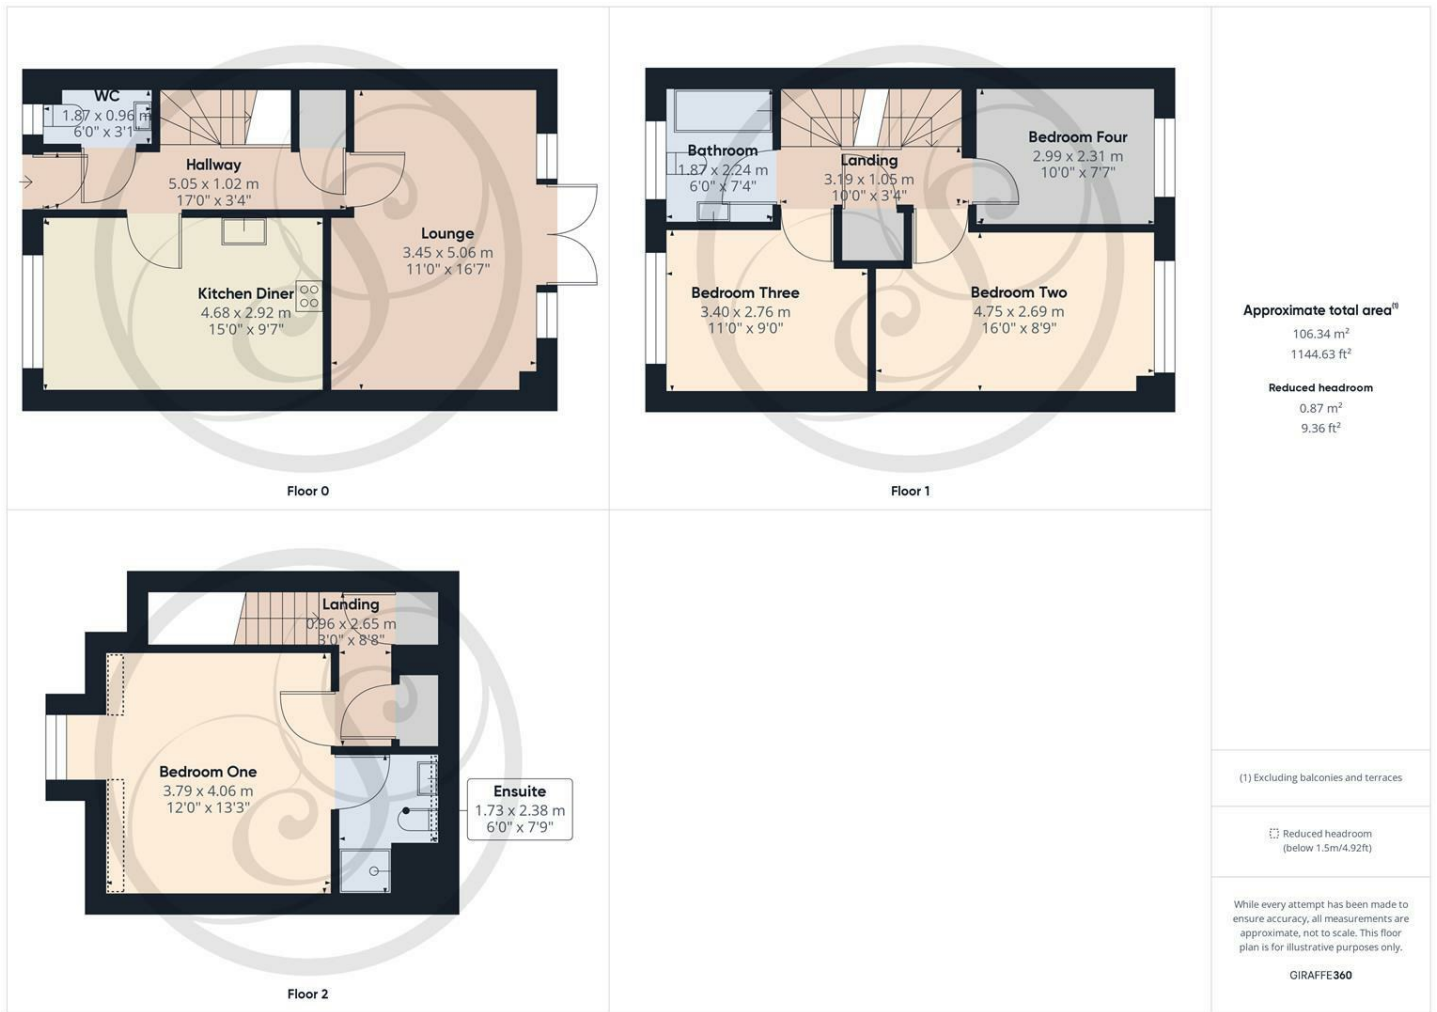 WC
1.87 x 0.96 m
6'0" x 3'1"
Hallway
5.05 x 1.02 m
17'0" x 3'4"
Lounge
3.45 x 5.06 m
11'0" x 16'7"
Kitchen Diner
4.68 x 2.92 m
15'0" x 9'7"
Floor 0
Bathroom
1.87 x 2.24 m
6'0" x 7'4"
Landing
3.19 x 1.05 m
10'0" x 3'4"
Bedroom Four
2.99 x 2.31 m
10'0" x 7'7"
Bedroom Three
3.40 x 2.76 m
11'0" x 9'0"
Bedroom Two
4.75 x 2.69 m
16'0" x 8'9"
Floor 1
Landing
0.96 x 2.65 m
3'0" x 8'8"
Bedroom One
3.79 x 4.06 m
12'0" x 13'3"
Ensuite
1.73 x 2.38 m
6'0" x 7'9"
Floor 2
Approximate total area(1)
106.34 m²
1144.63 ft²
Reduced headroom
0.87 m²
9.36 ft²
(1) Excluding balconies and terraces
Reduced headroom
(below 1.5m/4.92ft)
While every attempt has been made to
ensure accuracy, all measurements are
approximate, not to scale. This floor
plan is for illustrative purposes only.
GIRAFFE360